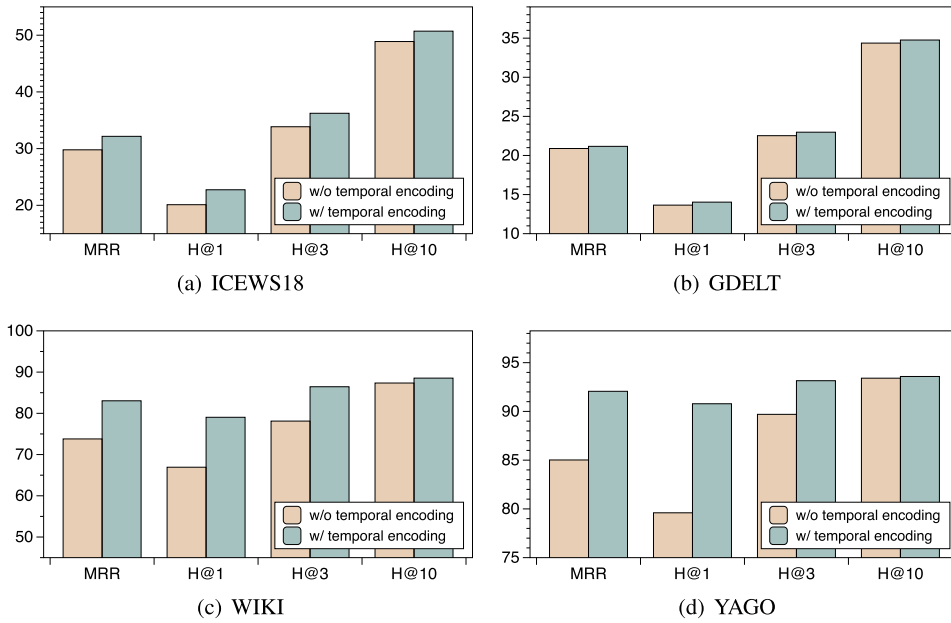 50
40
30
20
w/o temporal encoding
w/ temporal encoding
MRR H@1 H@3 H@10
(a) ICEWS18
35
30
25
20
15
10
w/o temporal encoding
w/ temporal encoding
MRR H@1 H@3 H@10
(b) GDELT
100
90
80
70
60
50
w/o temporal encoding
w/ temporal encoding
MRR H@1 H@3 H@10
(c) WIKI
95
90
85
80
75
w/o temporal encoding
w/ temporal encoding
MRR H@1 H@3 H@10
(d) YAGO